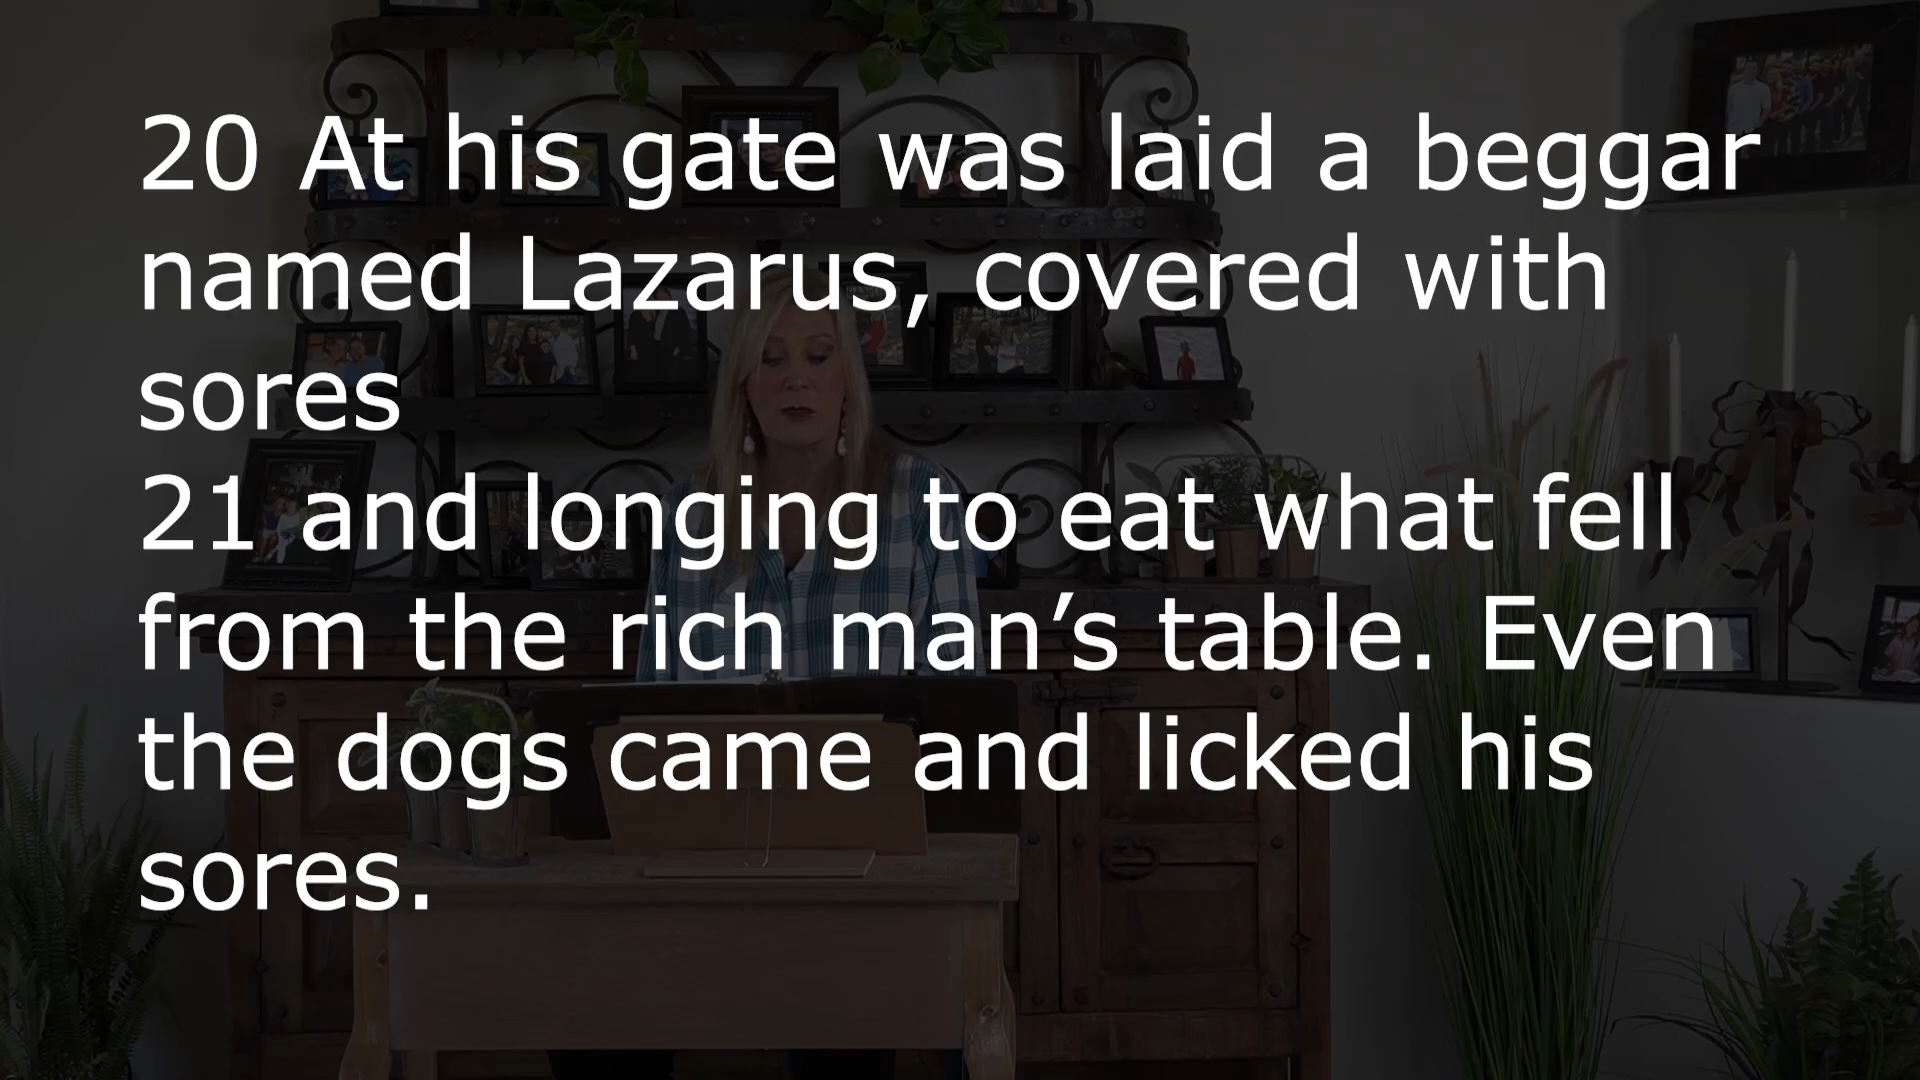 20 At his gate was laid a beggar
named Lazarus, covered with
sores
21 and longing to eat what fell
from the rich man’s table. Even
the dogs came and licked his
sores.